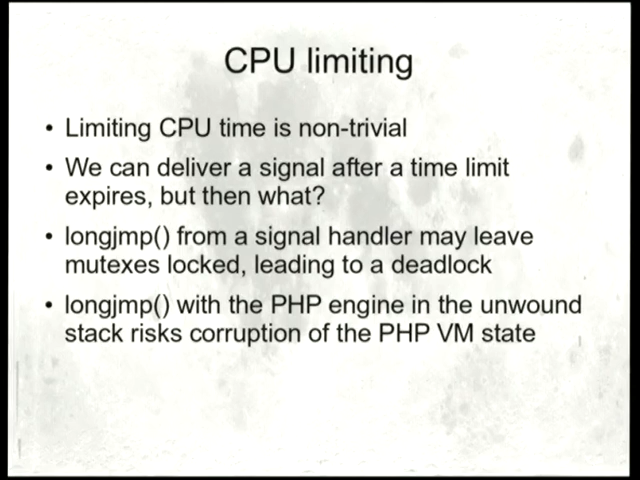 CPU limiting
• Limiting CPU time is non-trivial
• We can deliver a signal after a time limit
expires, but then what?
• longjmp() from a signal handler may leave
mutexes locked, leading to a deadlock
• longjmp() with the PHP engine in the unwound
stack risks corruption of the PHP VM state